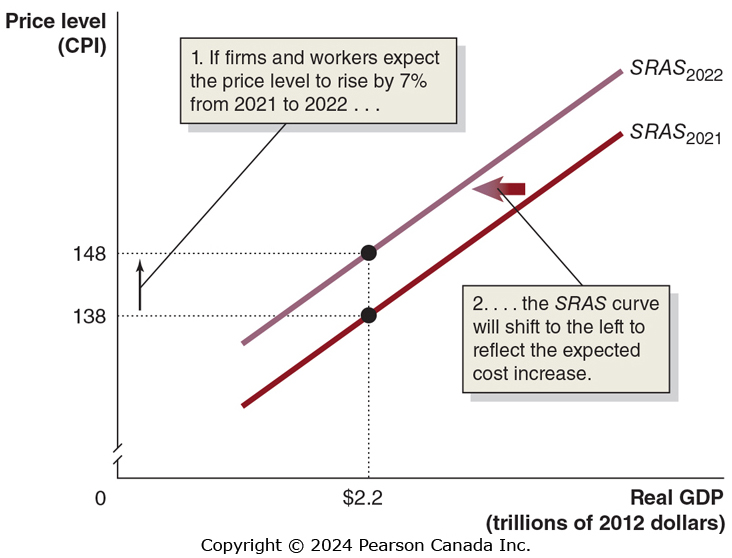 Price level
(CPI)
1. If firms and workers expect
the price level to rise by 7%
from 2021 to 2022 . . .
SRAS2022
SRAS2021
148
138
2. . . . the SRAS curve
will shift to the left to
reflect the expected
cost increase.
0
$2.2
Real GDP
(trillions of 2012 dollars)
Copyright © 2024 Pearson Canada Inc.